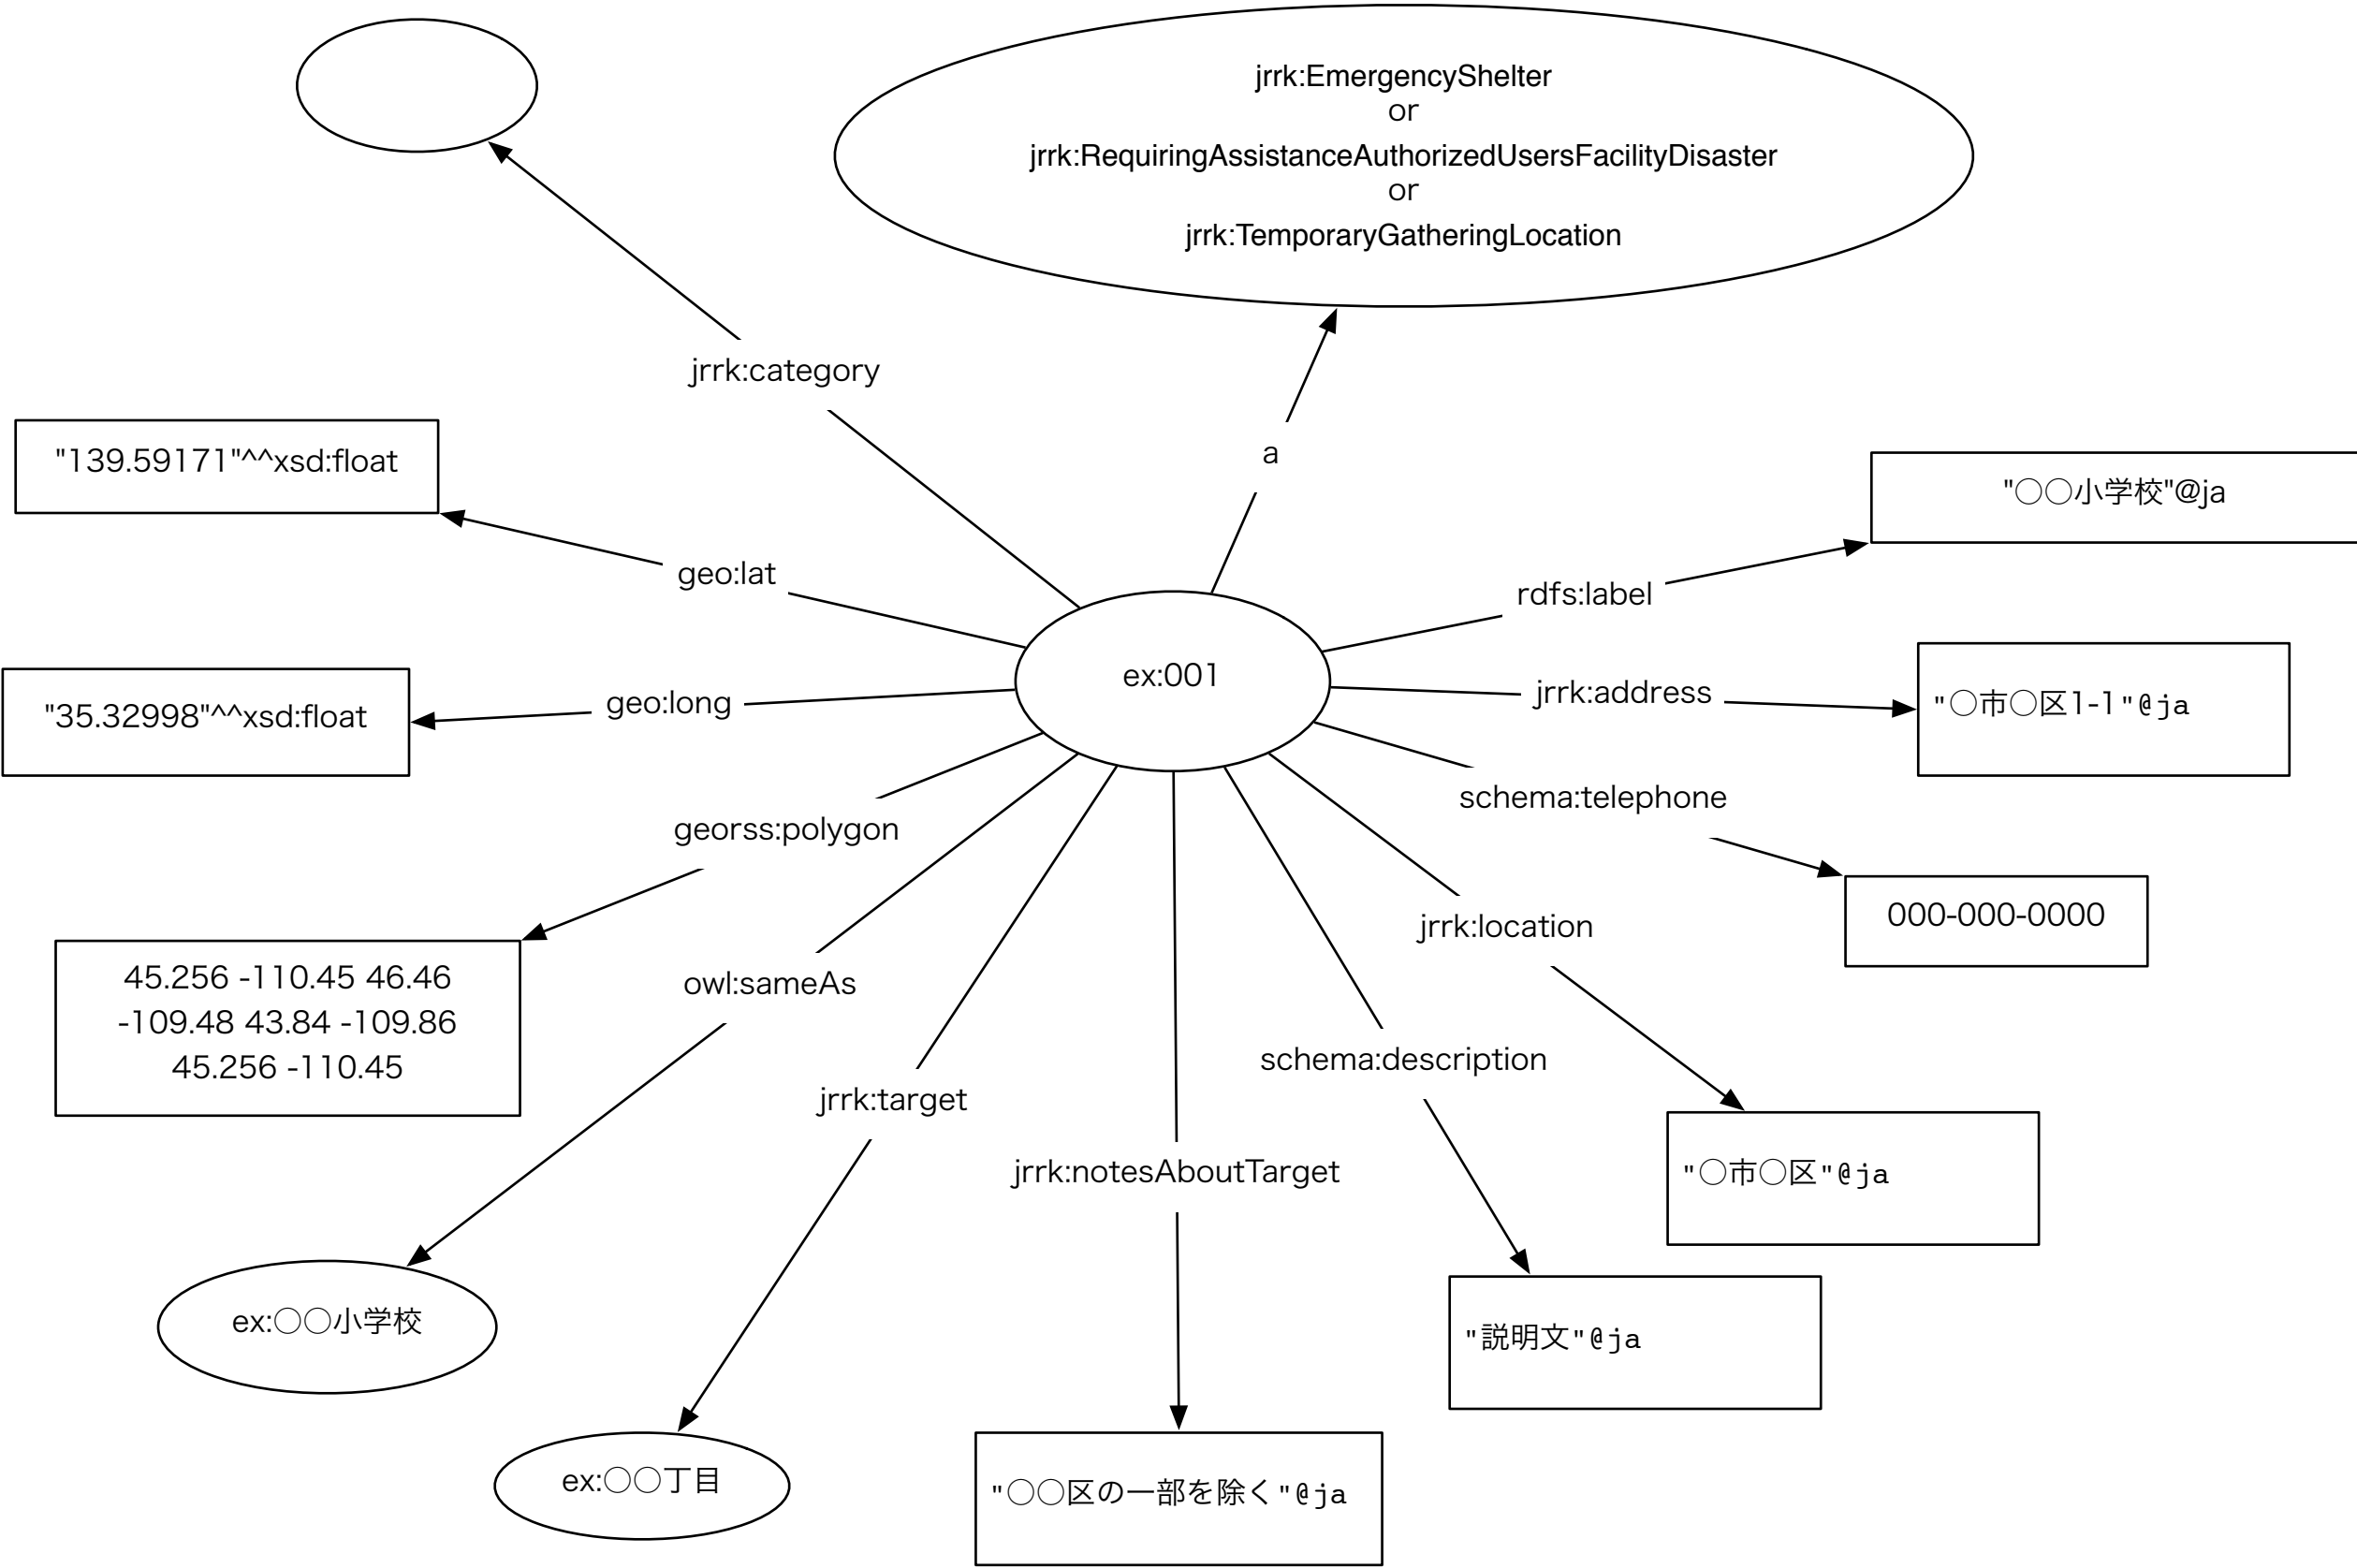 jrrk:EmergencyShelter
or
jrrk:RequiringAssistanceAuthorizedUsersFacilityDisaster
or
jrrk:TemporaryGatheringLocation
jrrk:category
a
"139.59171"^^xsd:float
"○○小学校"@ja
geo:lat
rdfs:label
ex:001
"35.32998"^^xsd:float
geo:long
jrrk:address
"○市○区1-1"@ja
schema:telephone
georss:polygon
000-000-0000
jrrk:location
45.256 -110.45 46.46
-109.48 43.84 -109.86
45.256 -110.45
owl:sameAs
schema:description
jrrk:target
jrrk:notesAboutTarget
"○市○区"@ja
ex:○○小学校
"説明文"@ja
ex:○○丁目
"○○区の一部を除く"@ja